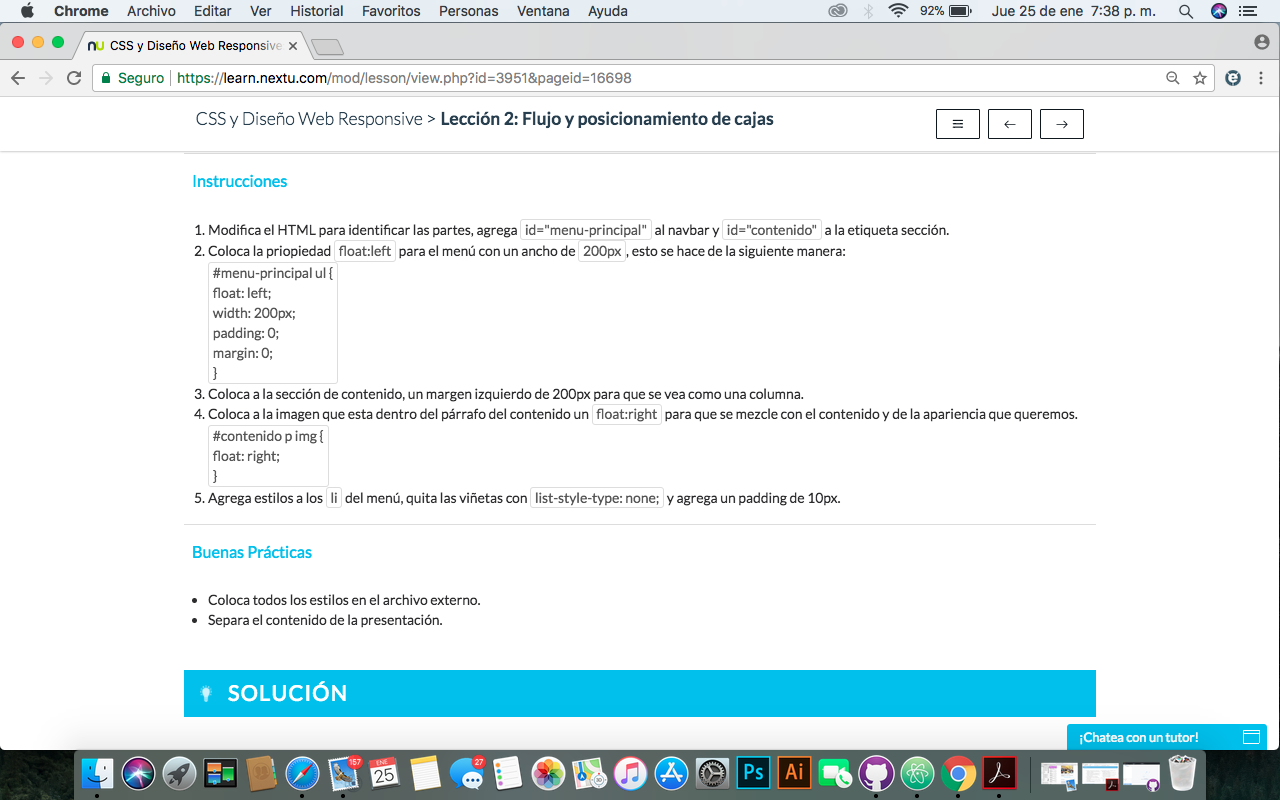 Chrome Archivo Editar Ver Historial Favoritos Personas Ventana Ayuda 92% Jue 25 de ene 7:38 p. m.
nu CSS y Diseño Web Responsive
Seguro https://learn.nextu.com/mod/lesson/view.php?id=3951&pageid=16698
CSS y Diseño Web Responsive > Lección 2: Flujo y posicionamiento de cajas
Instrucciones
1. Modifica el HTML para identificar las partes, agrega id="menu-principal" al navbar y id="contenido" a la etiqueta sección.
2. Coloca la priopiedad float:left para el menú con un ancho de 200px, esto se hace de la siguiente manera:
#menu-principal ul {
float: left;
width: 200px;
padding: 0;
margin: 0;
}
3. Coloca a la sección de contenido, un margen izquierdo de 200px para que se vea como una columna.
4. Coloca a la imagen que esta dentro del párrafo del contenido un float:right para que se mezcle con el contenido y de la apariencia que queremos.
#contenido p img {
float: right;
}
5. Agrega estilos a los li del menú, quita las viñetas con list-style-type: none; y agrega un padding de 10px.
Buenas Prácticas
• Coloca todos los estilos en el archivo externo.
• Separa el contenido de la presentación.
SOLUCIÓN
¡Chatea con un tutor!
157 ENE 25 27 Ps Ai